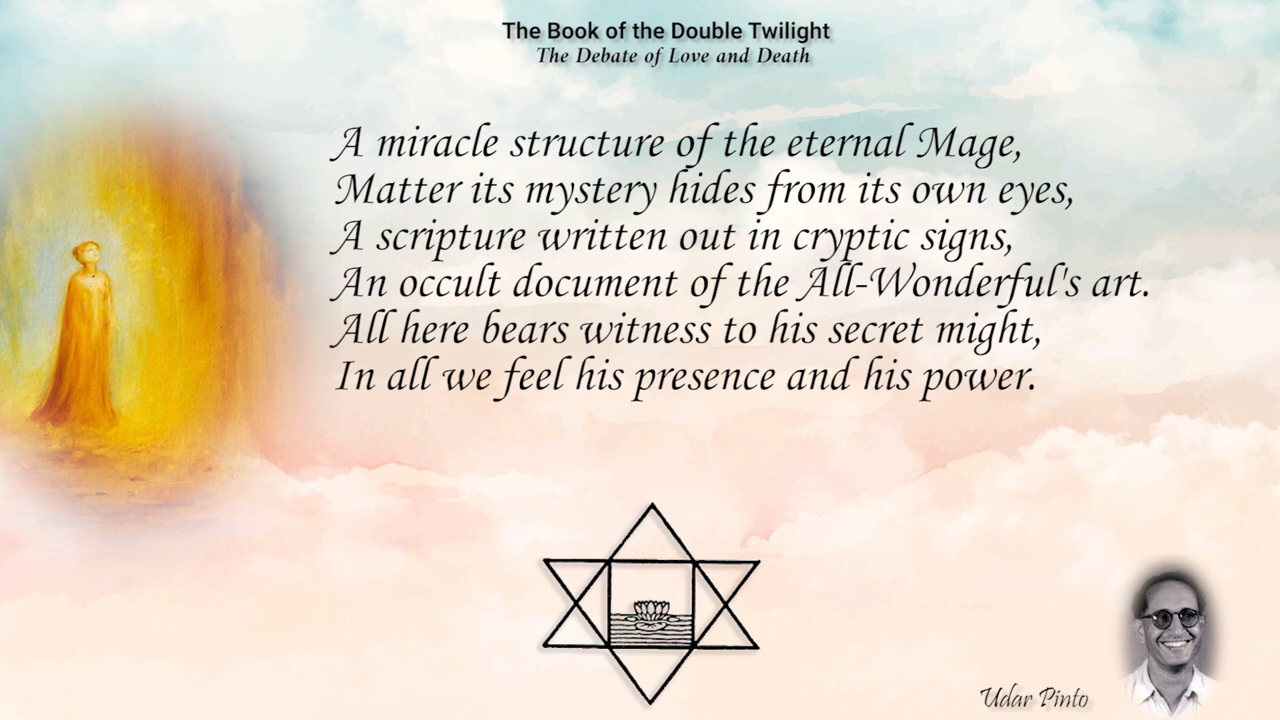 The Book of the Double Twilight
The Debate of Love and Death
A miracle structure of the eternal Mage,
Matter its mystery hides from its own eyes,
A scripture written out in cryptic signs,
An occult document of the All-Wonderful's art.
All here bears witness to his secret might,
In all we feel his presence and his power.
Udar Pinto